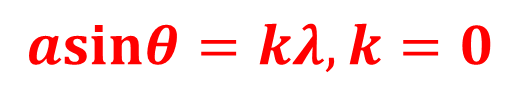 asinθ = kλ, k = 0